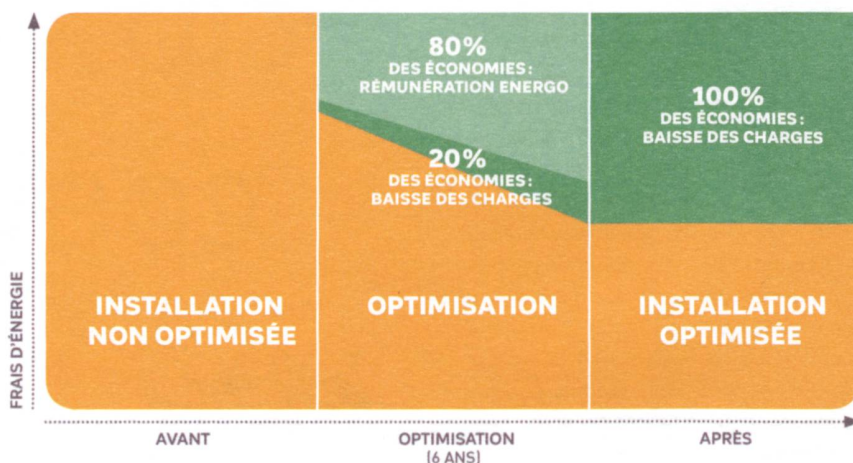 80%
DES ÉCONOMIES:
RÉMUNÉRATION ENERGO
100%
DES ÉCONOMIES:
BAISSE DES CHARGES
20%
DES ÉCONOMIES:
BAISSE DES CHARGES
INSTALLATION
NON OPTIMISÉE
OPTIMISATION
INSTALLATION
OPTIMISÉE
FRAIS D'ÉNERGIE
AVANT
OPTIMISATION
(6 ANS)
APRÈS